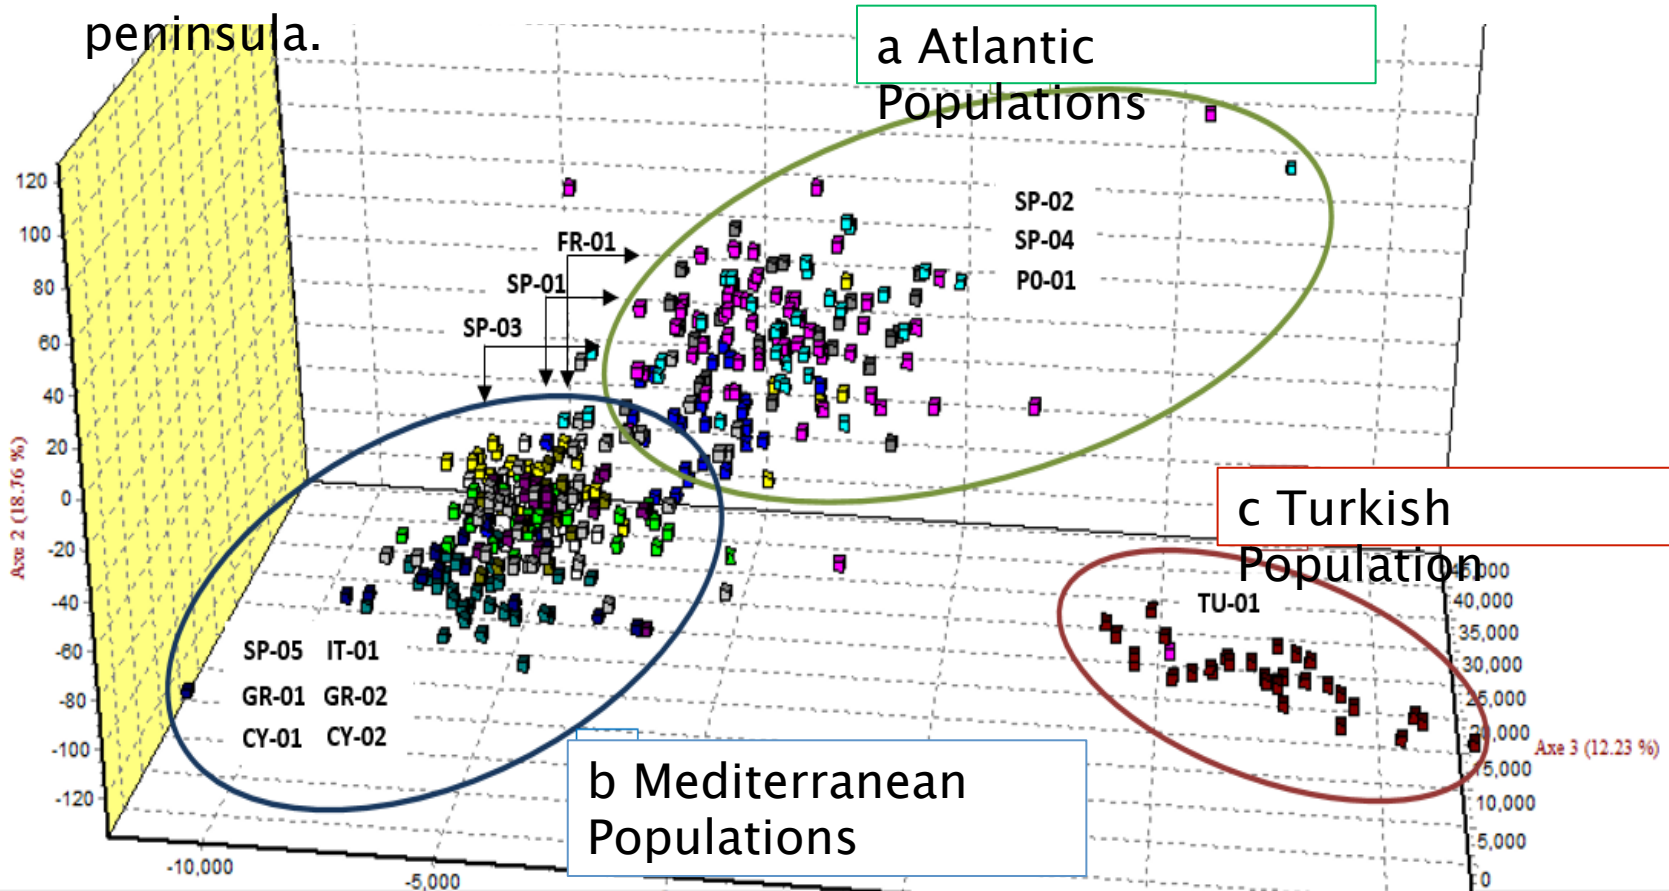 peninsula.
a Atlantic
Populations
120
100
80
60
40
20
0
-20
-40
-60
-80
-100
-120
Axe 2 (18.76 %)
FR-01
SP-01
SP-03
SP-02
SP-04
P0-01
c Turkish
Population
TU-01
SP-05 IT-01
GR-01 GR-02
CY-01 CY-02
b Mediterranean
Populations
40,000
35,000
30,000
25,000
Axe 3 (12.23 %)
10,000
5,000
0
-10,000
-5,000